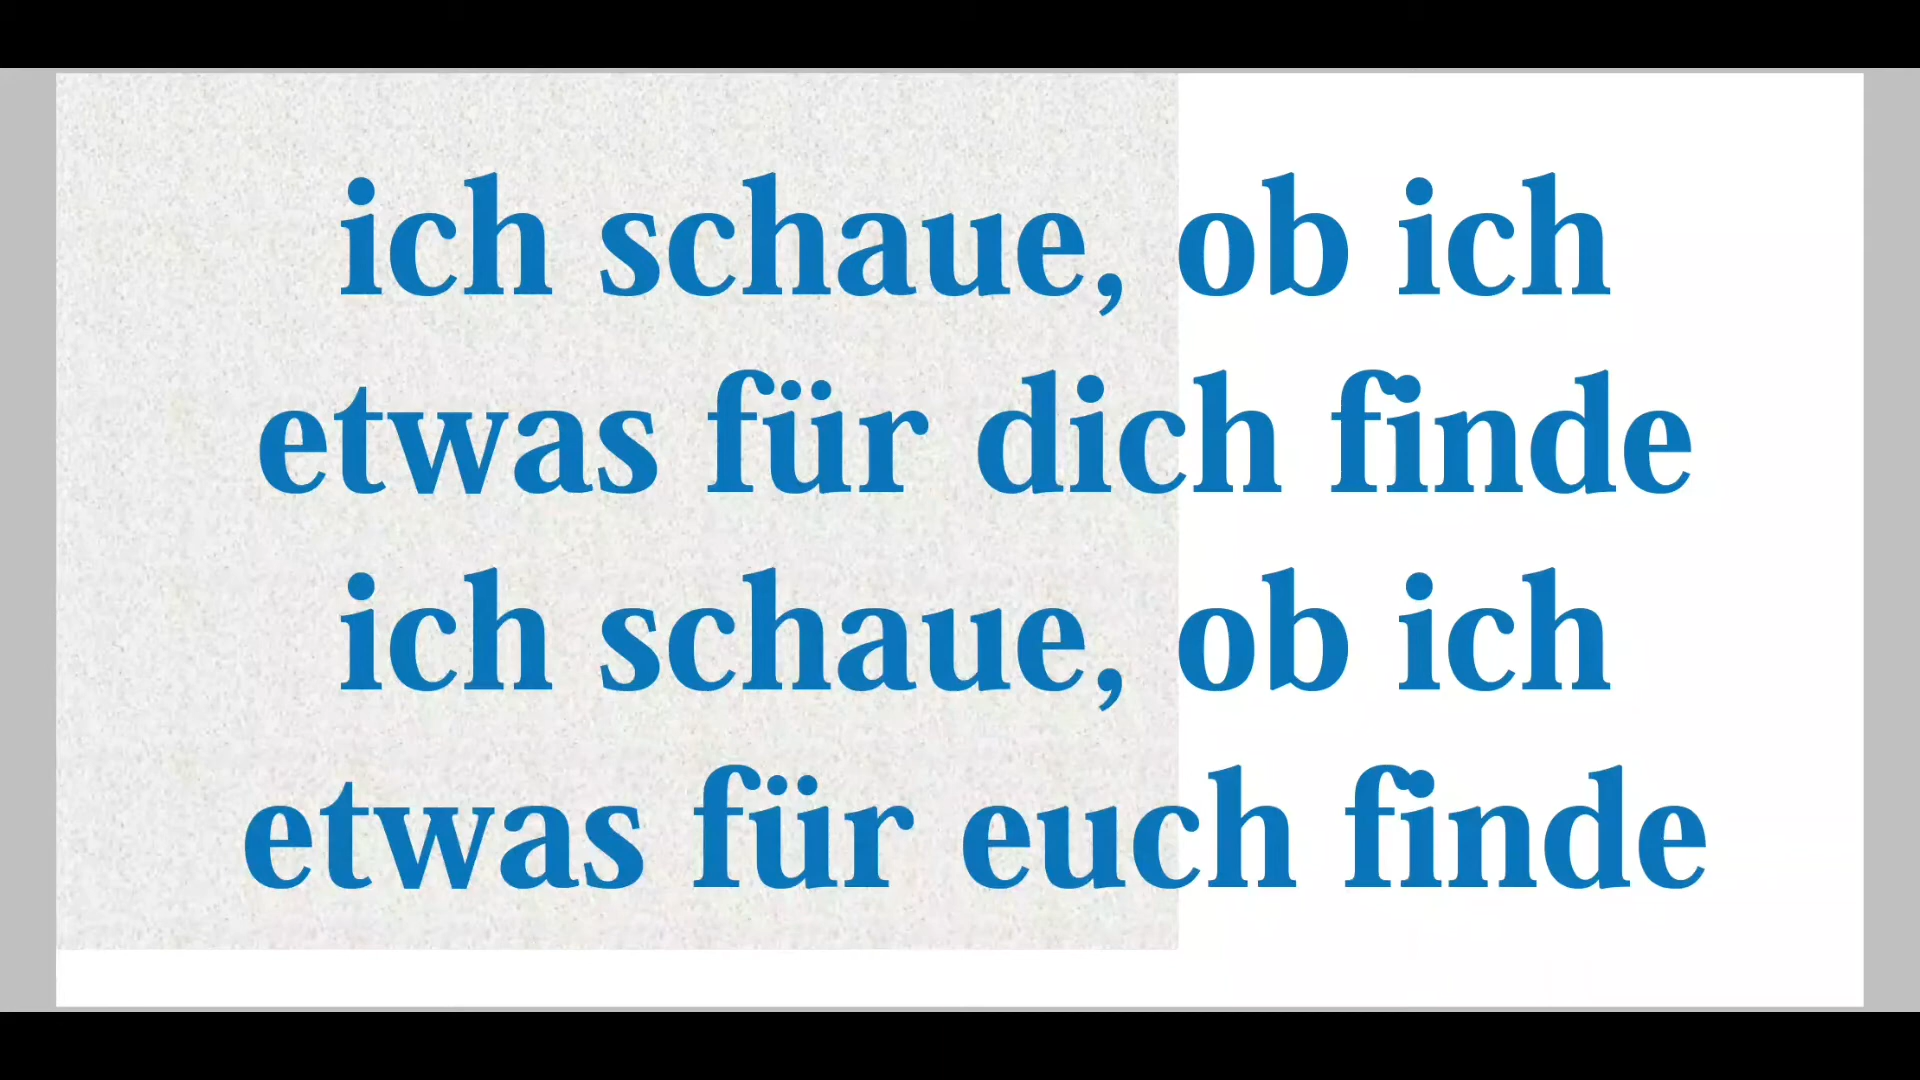 ich schaue, ob ich
etwas für dich finde
ich schaue, ob ich
etwas für euch finde